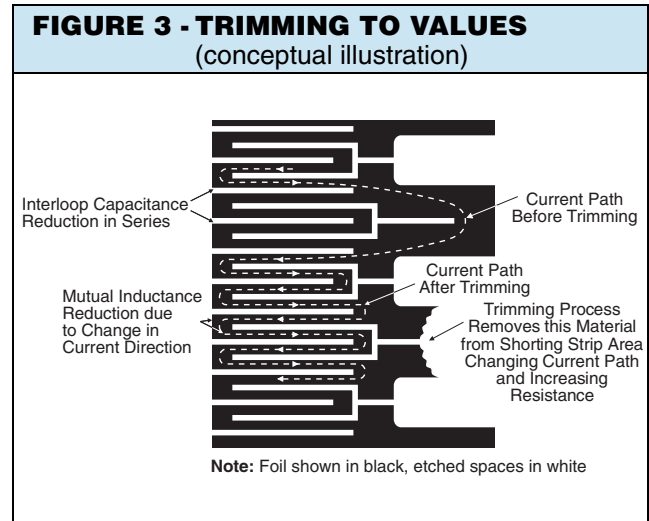 FIGURE 3 - TRIMMING TO VALUES
(conceptual illustration)
Interloop Capacitance
Reduction in Series
Current Path
Before Trimming
Current Path
After Trimming
Mutual Inductance
Reduction due
to Change in
Current Direction
Trimming Process
Removes this Material
from Shorting Strip Area
Changing Current Path
and Increasing
Resistance
Note: Foil shown in black, etched spaces in white